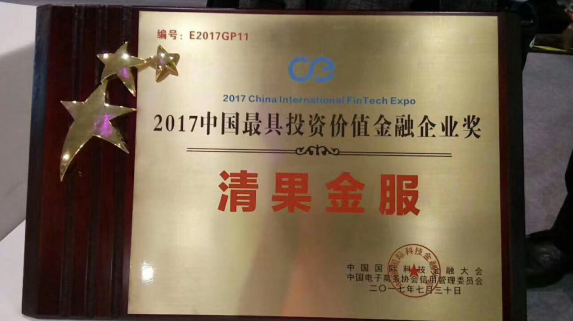 编号：E2017GP11
2017 China International FinTech Expo
2017中国最具投资价值金融企业奖
清果金服
中国国际科技金融大会
中国电子商务协会信用管理委员会
二〇一七年七月三十日